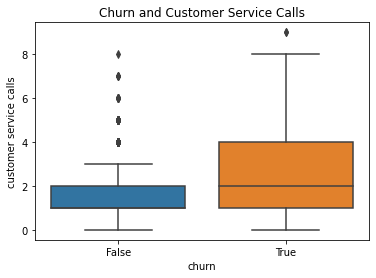 Churn and Customer Service Calls
customer service calls
8
6
4
2
0
False True
churn